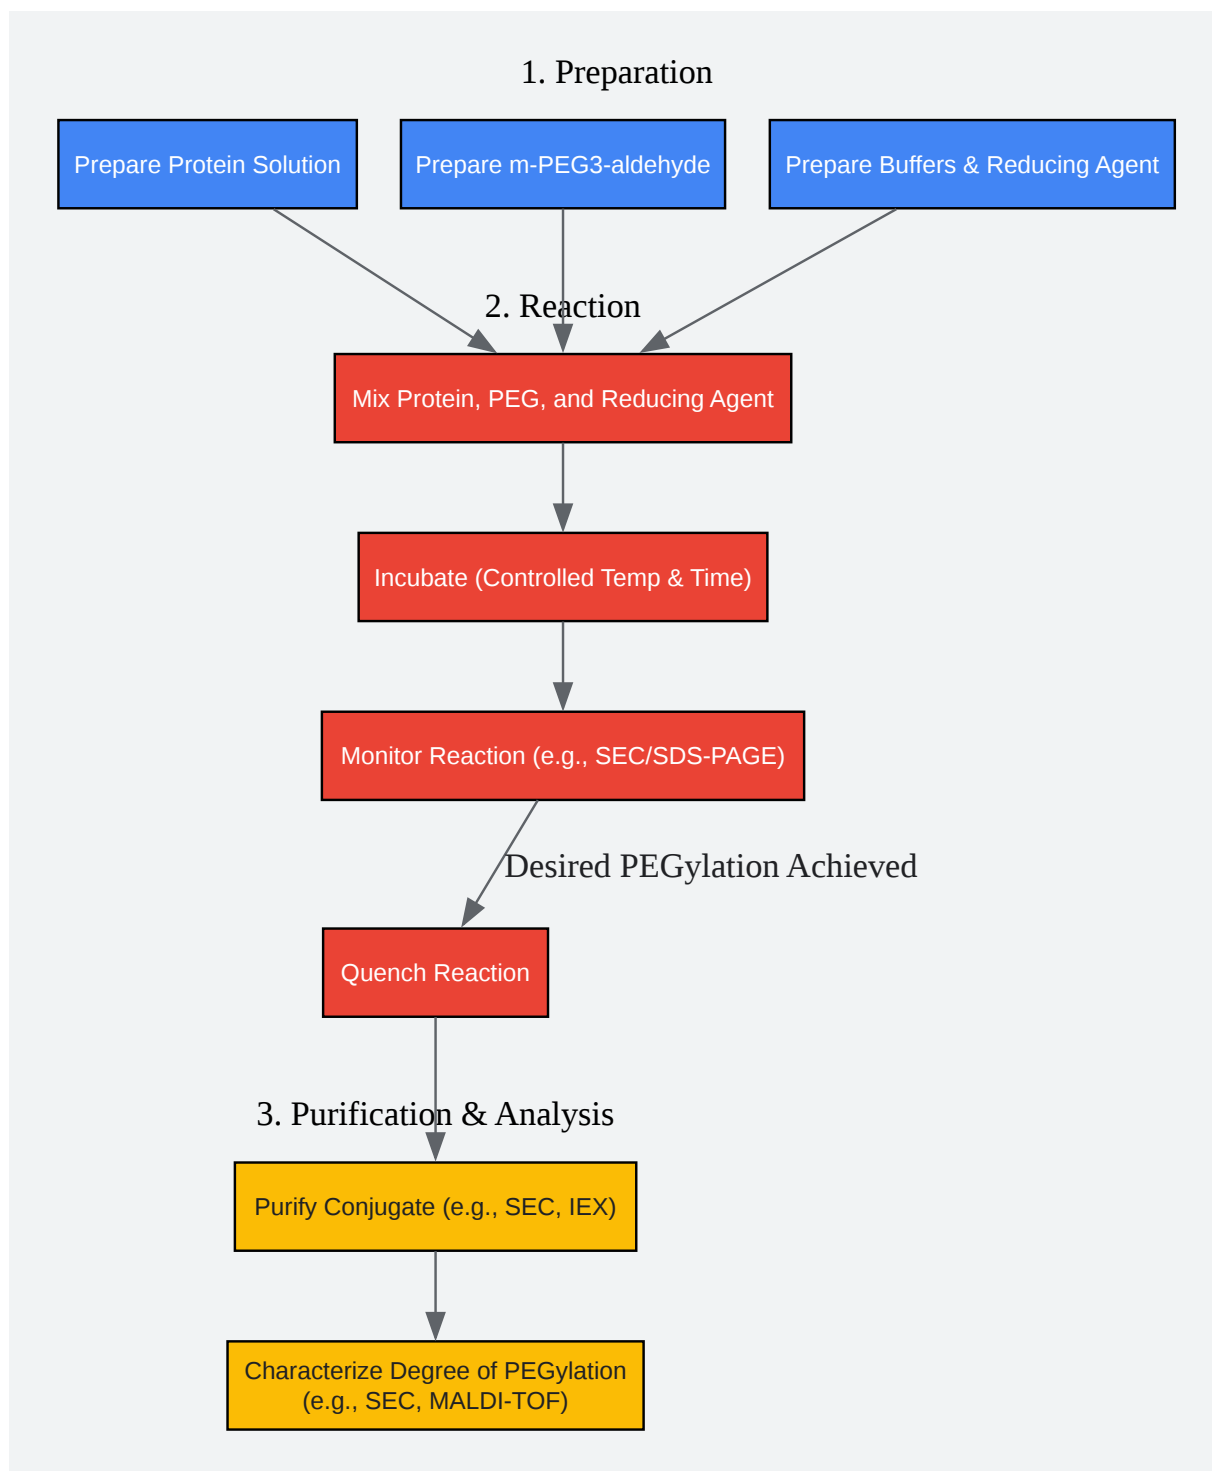 1. Preparation
Prepare Protein Solution
Prepare m-PEG3-aldehyde
Prepare Buffers & Reducing Agent
2. Reaction
Mix Protein, PEG, and Reducing Agent
Incubate (Controlled Temp & Time)
Monitor Reaction (e.g., SEC/SDS-PAGE)
Desired PEGylation Achieved
Quench Reaction
3. Purification & Analysis
Purify Conjugate (e.g., SEC, IEX)
Characterize Degree of PEGylation
(e.g., SEC, MALDI-TOF)